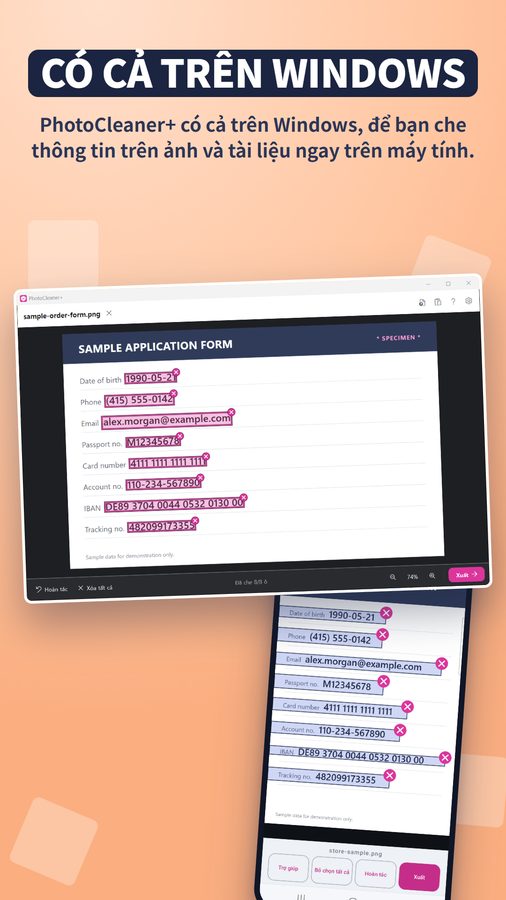 CÓ CẢ TRÊN WINDOWS
PhotoCleaner+ có cả trên Windows, để bạn che
thông tin trên ảnh và tài liệu ngay trên máy tính.
PhotoCleaner+
sample-order-form.png
SAMPLE APPLICATION FORM
* SPECIMEN *
Date of birth 1990-05-21
Phone (415) 555-0142
Email alex.morgan@example.com
Passport no. M12345678
Card number 4111 1111 1111 1111
Account no. 110-234-567890
IBAN DE89 3704 0044 0532 0130 00
Tracking no. 482099173355
Sample data for demonstration only.
Hoàn tác
Xóa tất cả
74%
Xuất
Date of birth 1990-05-21
Phone (415) 555-0142
Email alex.morgan@example.com
Passport no. M12345678
Card number 4111 1111 1111 1111
Account no. 110-234-567890
IBAN DE89 3704 0044 0532 0130 00
Tracking no. 482099173355
Sample data for demonstration only.
store-sample.png
Trợ giúp
Bỏ chọn tất cả
Hoàn tác
Xuất